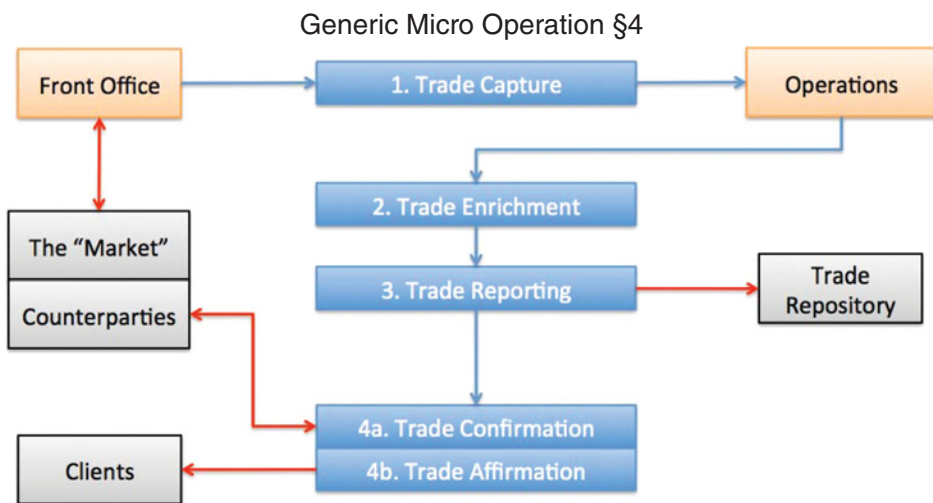 Generic Micro Operation §4
Front Office
1. Trade Capture
Operations
2. Trade Enrichment
The “Market”
3. Trade Reporting
Trade
Repository
Counterparties
4a. Trade Confirmation
4b. Trade Affirmation
Clients